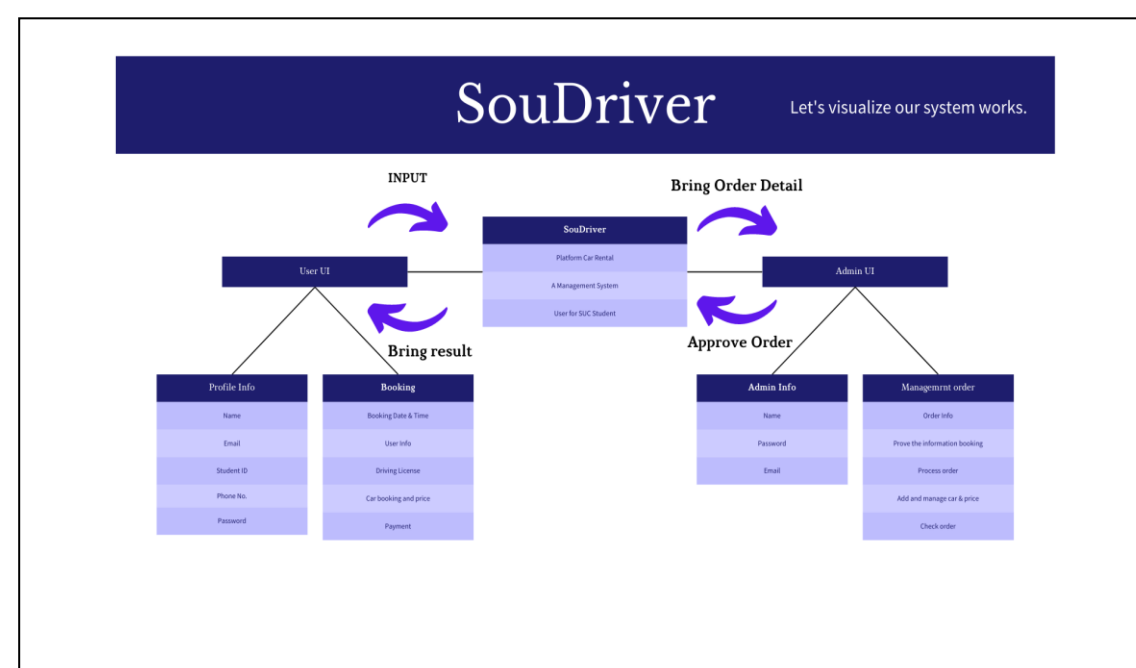 SouDriver
Let's visualize our system works.
INPUT
Bring Order Detail
SouDriver
Platform Car Rental
A Management System
User for SUC Student
User UI
Admin UI
Bring result
Approve Order
Profile Info
Name
Email
Student ID
Phone No.
Password
Booking
Booking Date & Time
User Info
Driving License
Car booking and price
Payment
Admin Info
Name
Password
Email
Managemrnt order
Order Info
Prove the information booking
Process order
Add and manage car & price
Check order